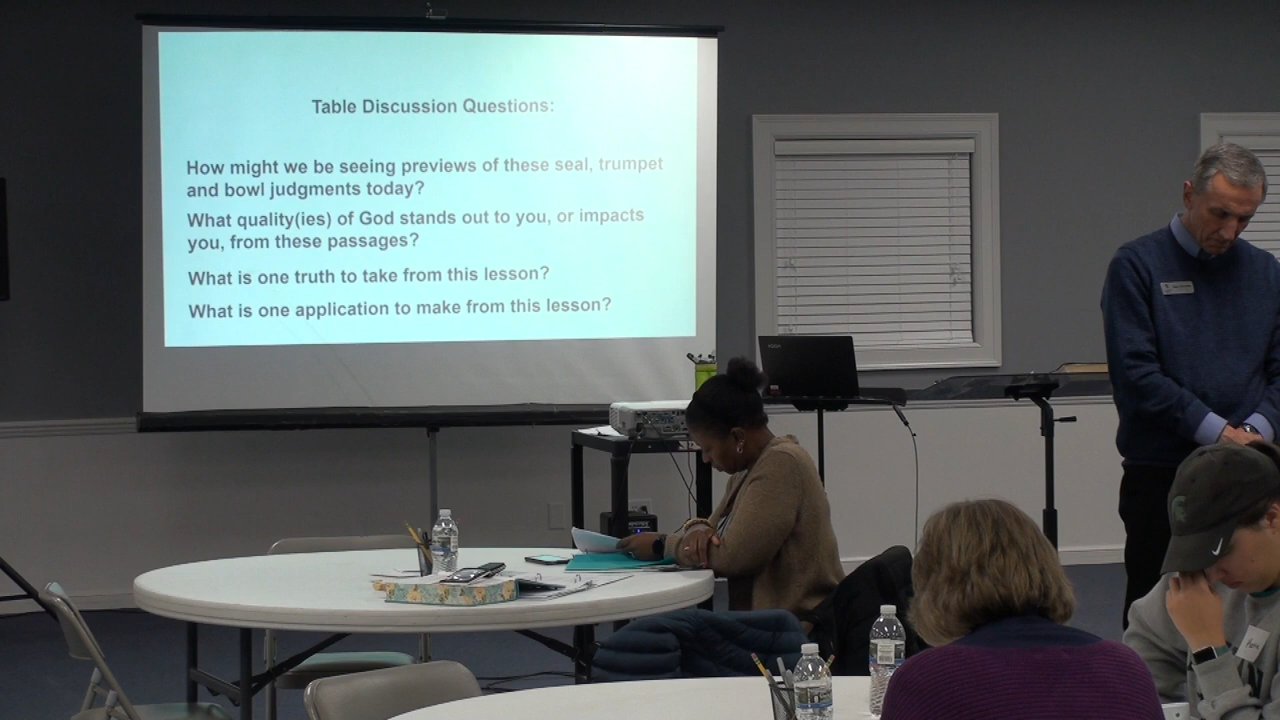 Table Discussion Questions:
How might we be seeing previews of these seal, trumpet
and bowl judgments today?
What quality(ies) of God stands out to you, or impacts
you, from these passages?
What is one truth to take from this lesson?
What is one application to make from this lesson?